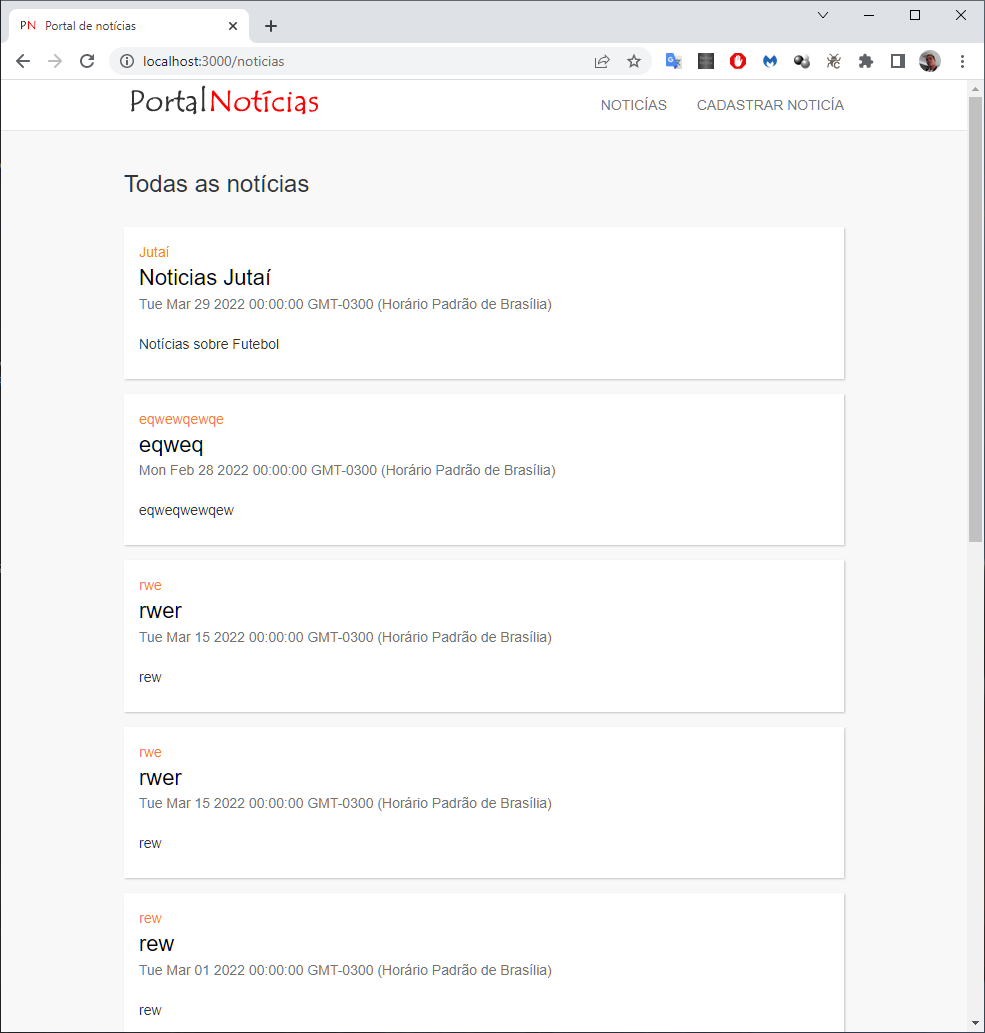 PN Portal de notícias
localhost:3000/noticias
PortalNotícias
NOTICÍAS CADASTRAR NOTICÍA
Todas as notícias
Jutaí
Noticias Jutaí
Tue Mar 29 2022 00:00:00 GMT-0300 (Horário Padrão de Brasília)
Notícias sobre Futebol
eqwewqewqe
eqweq
Mon Feb 28 2022 00:00:00 GMT-0300 (Horário Padrão de Brasília)
eqweqwewqew
rwe
rwer
Tue Mar 15 2022 00:00:00 GMT-0300 (Horário Padrão de Brasília)
rew
rwe
rwer
Tue Mar 15 2022 00:00:00 GMT-0300 (Horário Padrão de Brasília)
rew
rew
rew
Tue Mar 01 2022 00:00:00 GMT-0300 (Horário Padrão de Brasília)
rew